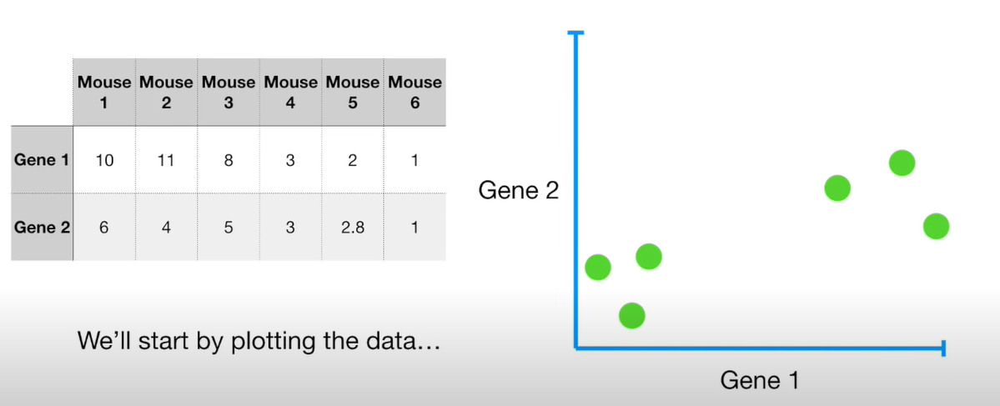 Mouse 1 Mouse 2 Mouse 3 Mouse 4 Mouse 5 Mouse 6
Gene 1 10 11 8 3 2 1
Gene 2 6 4 5 3 2.8 1
We'll start by plotting the data…
Gene 2
Gene 1